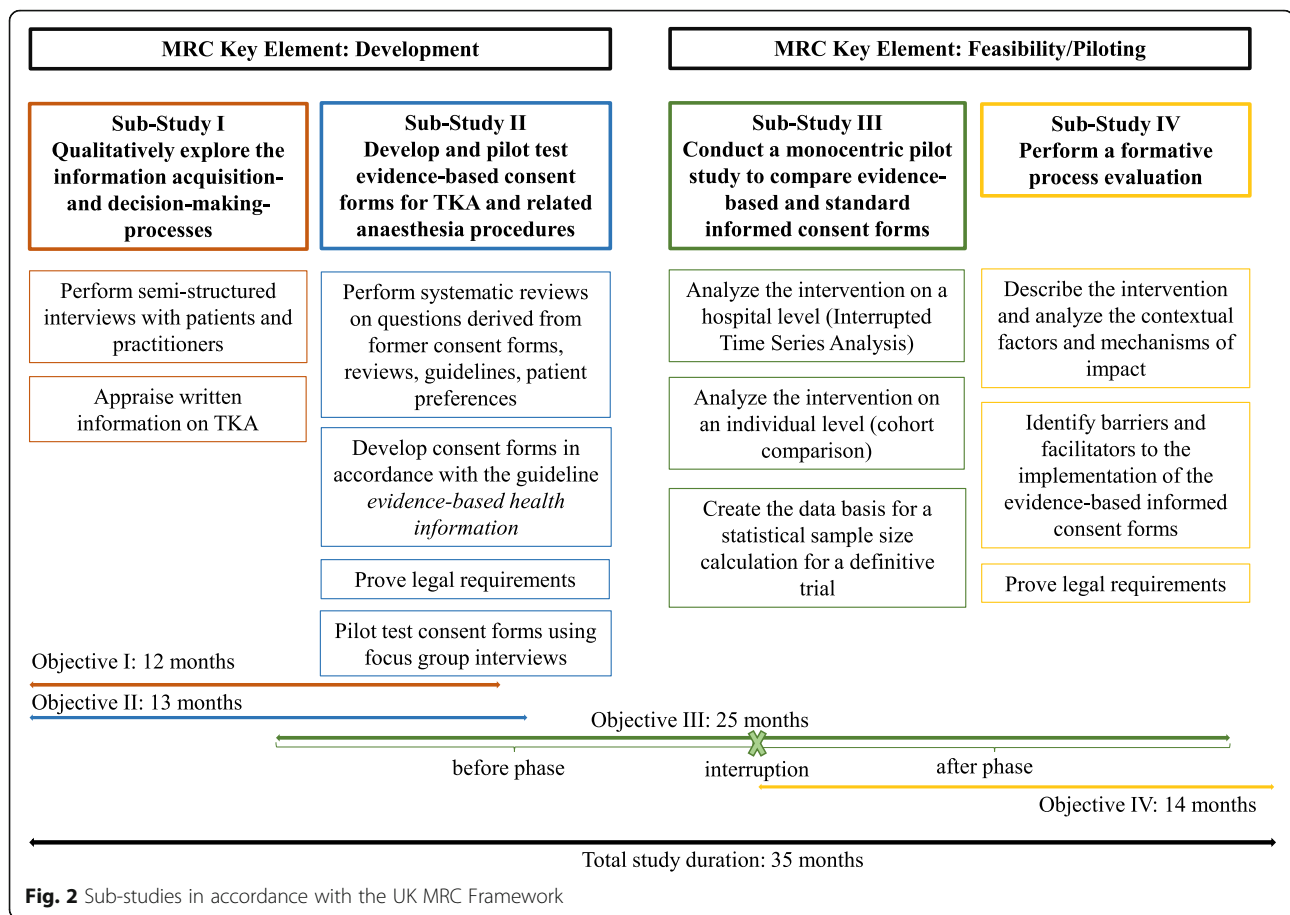 MRC Key Element: Development
MRC Key Element: Feasibility/Piloting
Sub-Study I
Qualitatively explore the
information acquisition-
and decision-making-
processes
Perform semi-structured
interviews with patients and
practitioners
Appraise written
information on TKA
Sub-Study II
Develop and pilot test
evidence-based consent
forms for TKA and related
anaesthesia procedures
Perform systematic reviews
on questions derived from
former consent forms,
reviews, guidelines, patient
preferences
Develop consent forms in
accordance with the guideline
evidence-based health
information
Prove legal requirements
Pilot test consent forms using
focus group interviews
Sub-Study III
Conduct a monocentric pilot
study to compare evidence-
based and standard
informed consent forms
Analyze the intervention on a
hospital level (Interrupted
Time Series Analysis)
Analyze the intervention on
an individual level (cohort
comparison)
Create the data basis for a
statistical sample size
calculation for a definitive
trial
Sub-Study IV
Perform a formative
process evaluation
Describe the intervention
and analyze the contextual
factors and mechanisms of
impact
Identify barriers and
facilitators to the
implementation of the
evidence-based informed
consent forms
Prove legal requirements
Objective I: 12 months
Objective II: 13 months
Objective III: 25 months
before phase
interruption
after phase
Objective IV: 14 months
Total study duration: 35 months
Fig. 2 Sub-studies in accordance with the UK MRC Framework